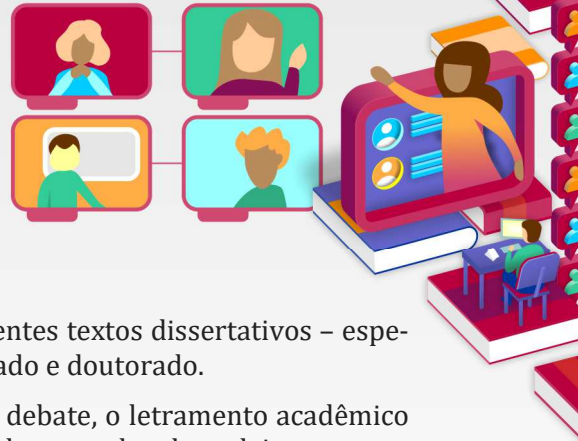 entes textos dissertativos – espe-
ado e doutorado.
debate, o letramento acadêmico